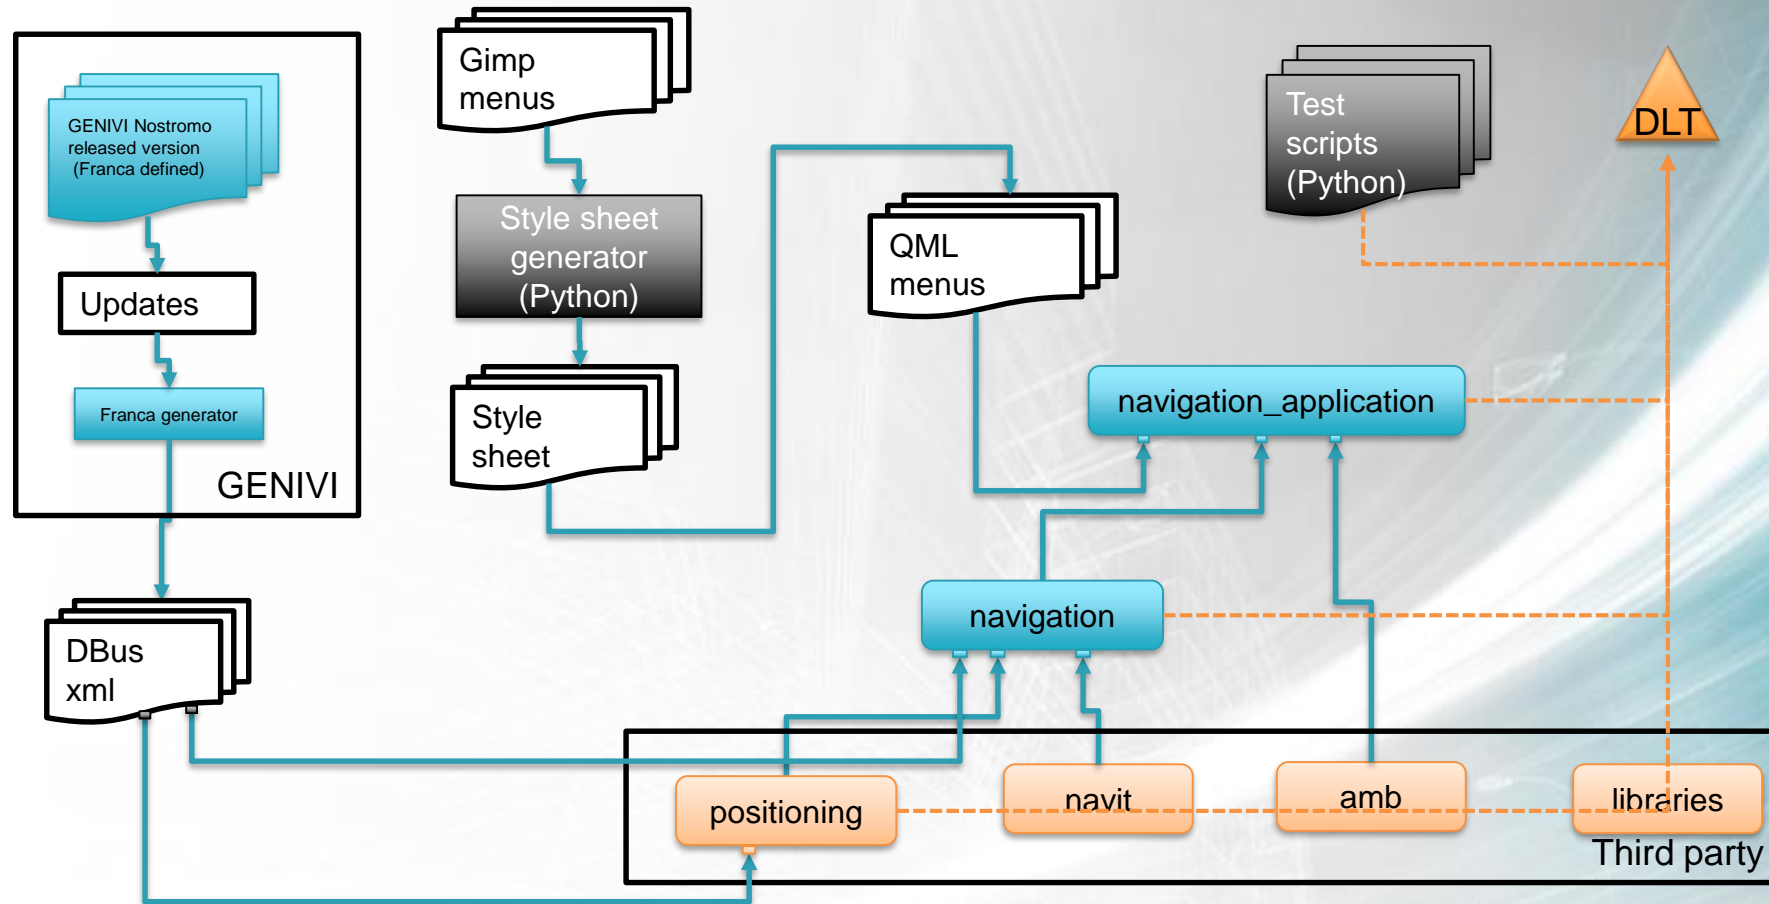 GENIVI Nostromo
released version
(Franca defined)
Updates
Franca generator
GENIVI
DBus
xml
Gimp
menus
Style sheet
generator
(Python)
Style
sheet
QML
menus
Test
scripts
(Python)
DLT
navigation_application
navigation
positioning
navit
amb
libraries
Third party